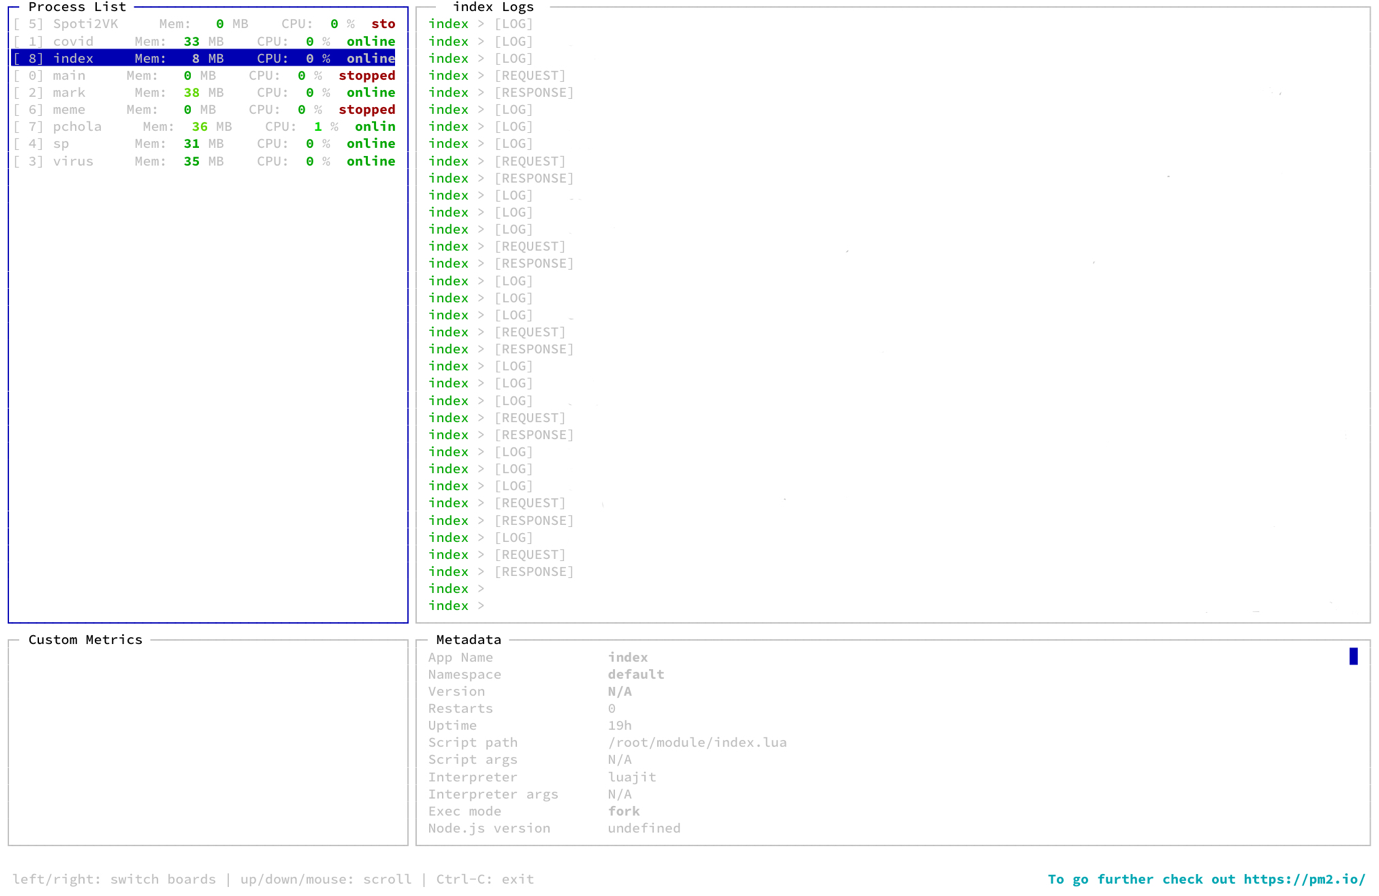 Process List
[ 5] Spoti2VK Mem: 0 MB CPU: 0 % sto
[ 1] covid Mem: 33 MB CPU: 0 % online
[ 8] index Mem: 8 MB CPU: 0 % online
[ 0] main Mem: 0 MB CPU: 0 % stopped
[ 2] mark Mem: 38 MB CPU: 0 % online
[ 6] meme Mem: 0 MB CPU: 0 % stopped
[ 7] pchola Mem: 36 MB CPU: 1 % onlin
[ 4] sp Mem: 31 MB CPU: 0 % online
[ 3] virus Mem: 35 MB CPU: 0 % online
index Logs
index > [LOG]
index > [LOG]
index > [LOG]
index > [REQUEST]
index > [RESPONSE]
index > [LOG]
index > [LOG]
index > [LOG]
index > [REQUEST]
index > [RESPONSE]
index > [LOG]
index > [LOG]
index > [LOG]
index > [REQUEST]
index > [RESPONSE]
index > [LOG]
index > [LOG]
index > [LOG]
index > [REQUEST]
index > [RESPONSE]
index > [LOG]
index > [LOG]
index > [LOG]
index > [REQUEST]
index > [RESPONSE]
index > [LOG]
index > [LOG]
index > [LOG]
index > [REQUEST]
index > [RESPONSE]
index > [LOG]
index > [REQUEST]
index > [RESPONSE]
index >
index >
Custom Metrics
Metadata
App Name index
Namespace default
Version N/A
Restarts 0
Uptime 19h
Script path /root/module/index.lua
Script args N/A
Interpreter luajit
Interpreter args N/A
Exec mode fork
Node.js version undefined
left/right: switch boards | up/down/mouse: scroll | Ctrl-C: exit
To go further check out https://pm2.io/